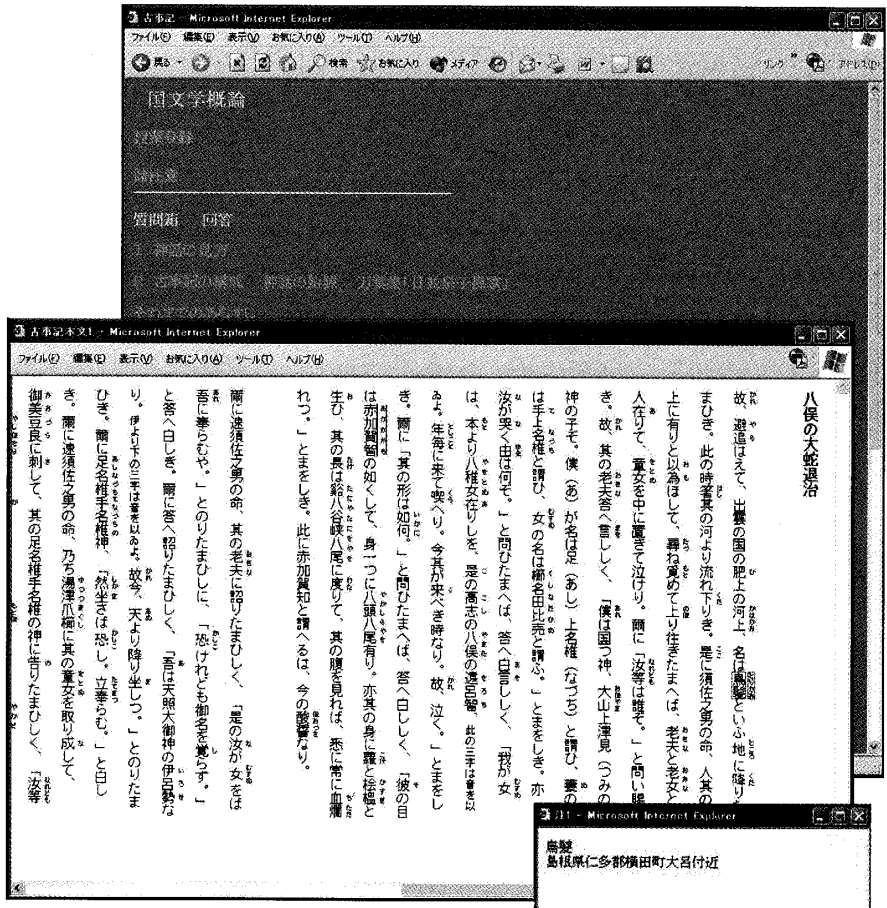 古事記 - Microsoft Internet Explorer
ファイル(F) 編集(E) 表示(V) お気に入り(A) ツール(T) ヘルプ(H)
戻る 検索 お気に入り メディア リンク アドレス(D)
国文学概論
質問箱 回答
古事記本文1 - Microsoft Internet Explorer
ファイル(F) 編集(E) 表示(V) お気に入り(A) ツール(T) ヘルプ(H)
八俣の大蛇退治
故、避追はえて、出雲の国の肥上の河上、名は鳥髮といふ地に降り
まひき。此の時箸其の河より流れ下りき。是に須佐之男の命、人其の
上に有りと以為ほして、尋ね覓めて上り往きたまへば、老夫と老女と
人在りて、童女を中に置きて泣けり。爾に「汝等は誰そ。」と問い賜
き。故、其の老夫答へ言ししく、「僕は国つ神、大山上津見（つみの
神の子そ。僕（あ）が名は足（あし）上名椎（なづち）と謂ひ、妻の
は手上名椎と謂ひ、女の名は櫛名田比売と謂ふ。」とまをしき。亦
汝が哭く由は何そ。」と問ひたまへば、答へ白言ししく、「我が女
は、本より八稚女在りしを、是の高志の八俣の遠呂智、此の三字は音を以
ゐよ。年毎に来て喫へり。今其が来べき時なり。故、泣く。」とまをし
き。爾に「其の形は如何。」と問ひたまへば、答へ白ししく、「彼の目
は赤加賀智の如くして、身一つに八頭八尾有り。亦其の身に蘿と桧榲と
生ひ、其の長は谿八谷峡八尾に度りて、其の腹を見れば、悉に常に血爛
れつ。」とまをしき。此に赤加賀知と謂へるは、今の酸醤なり。
爾に速須佐之男の命、其の老夫に詔りたまひしく、「是の汝が女をば
吾に奉らむや。」とのりたまひしに、「恐けれども御名を覚らず。」
と答へ白しき。爾に答へ詔りたまひしく、「吾は天照大御神の伊呂勢な
り。伊より下の三字は音を以ゐよ。故今、天より降り坐しつ。」とのりたま
ひき。爾に足名椎手名椎神、「然坐さば恐し。立奉らむ。」と白し
き。爾に速須佐之男の命、乃ち湯津爪櫛に其の童女を取り成して、
御美豆良に刺して、其の足名椎手名椎の神に告りたまひしく、「汝等
注1 - Microsoft Internet Explorer
鳥髮
島根県仁多郡横田町大呂付近